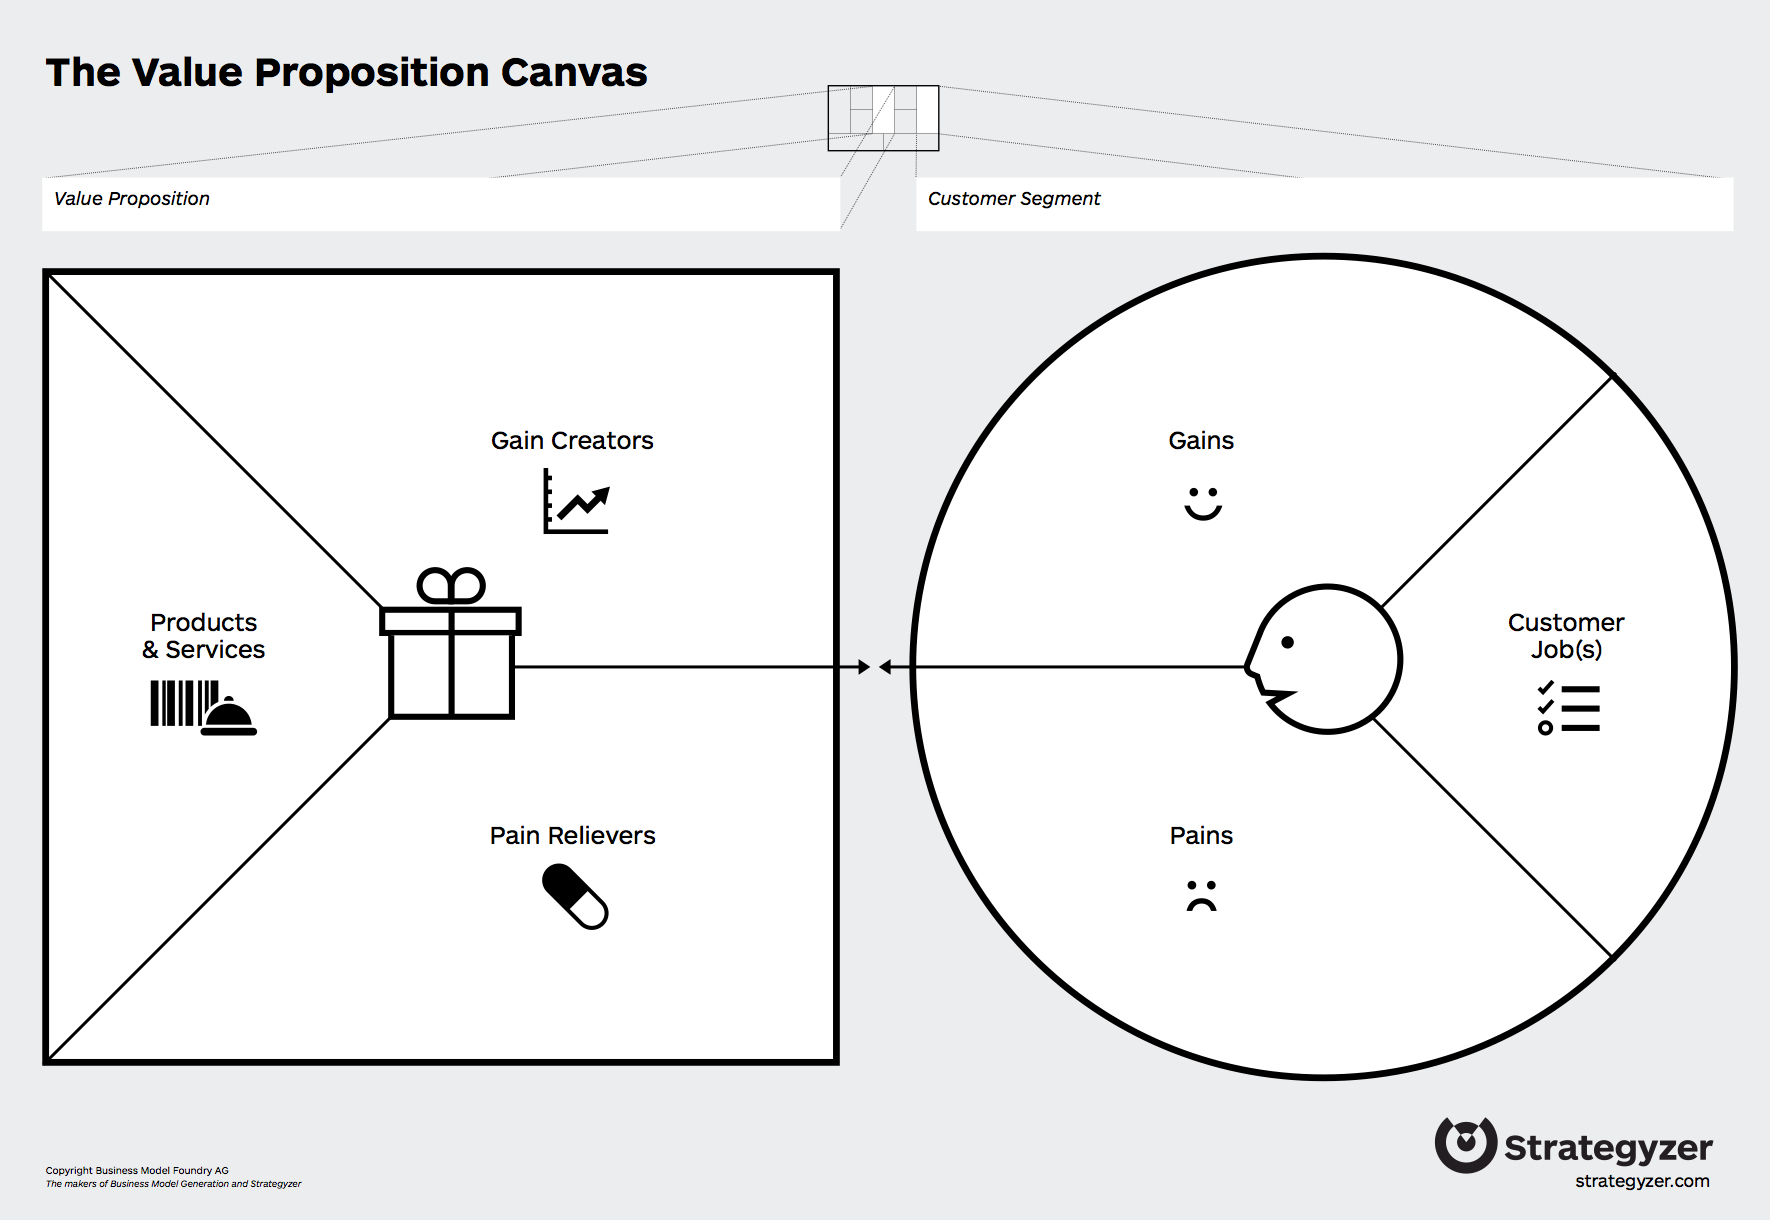 The Value Proposition Canvas
Value Proposition
Customer Segment
Gain Creators
Gains
Products
& Services
Customer
Job(s)
Pain Relievers
Pains
Strategyzer
strategyzer.com
Copyright Business Model Foundry AG
The makers of Business Model Generation and Strategyzer